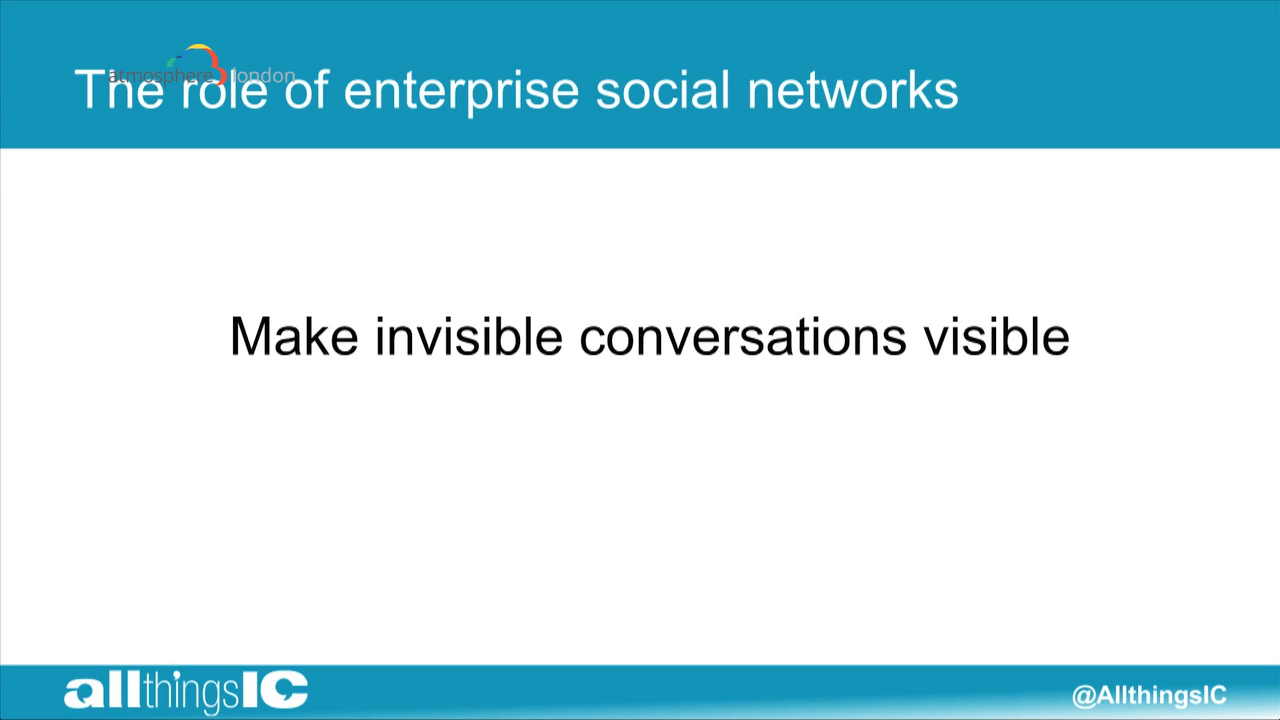 The role of enterprise social networks
atmosphere london
Make invisible conversations visible
allthingsIC
@AllthingsIC